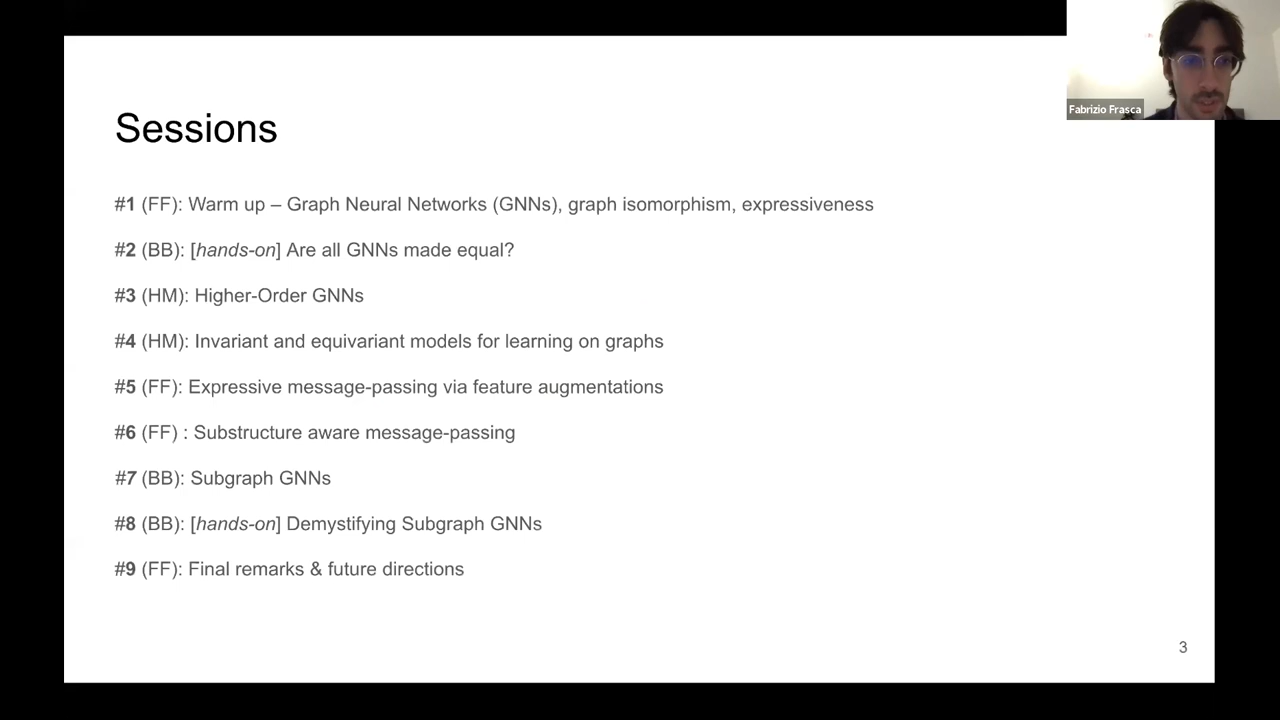 Fabrizio Frasca
Sessions
#1 (FF): Warm up – Graph Neural Networks (GNNs), graph isomorphism, expressiveness
#2 (BB): [hands-on] Are all GNNs made equal?
#3 (HM): Higher-Order GNNs
#4 (HM): Invariant and equivariant models for learning on graphs
#5 (FF): Expressive message-passing via feature augmentations
#6 (FF) : Substructure aware message-passing
#7 (BB): Subgraph GNNs
#8 (BB): [hands-on] Demystifying Subgraph GNNs
#9 (FF): Final remarks & future directions
3